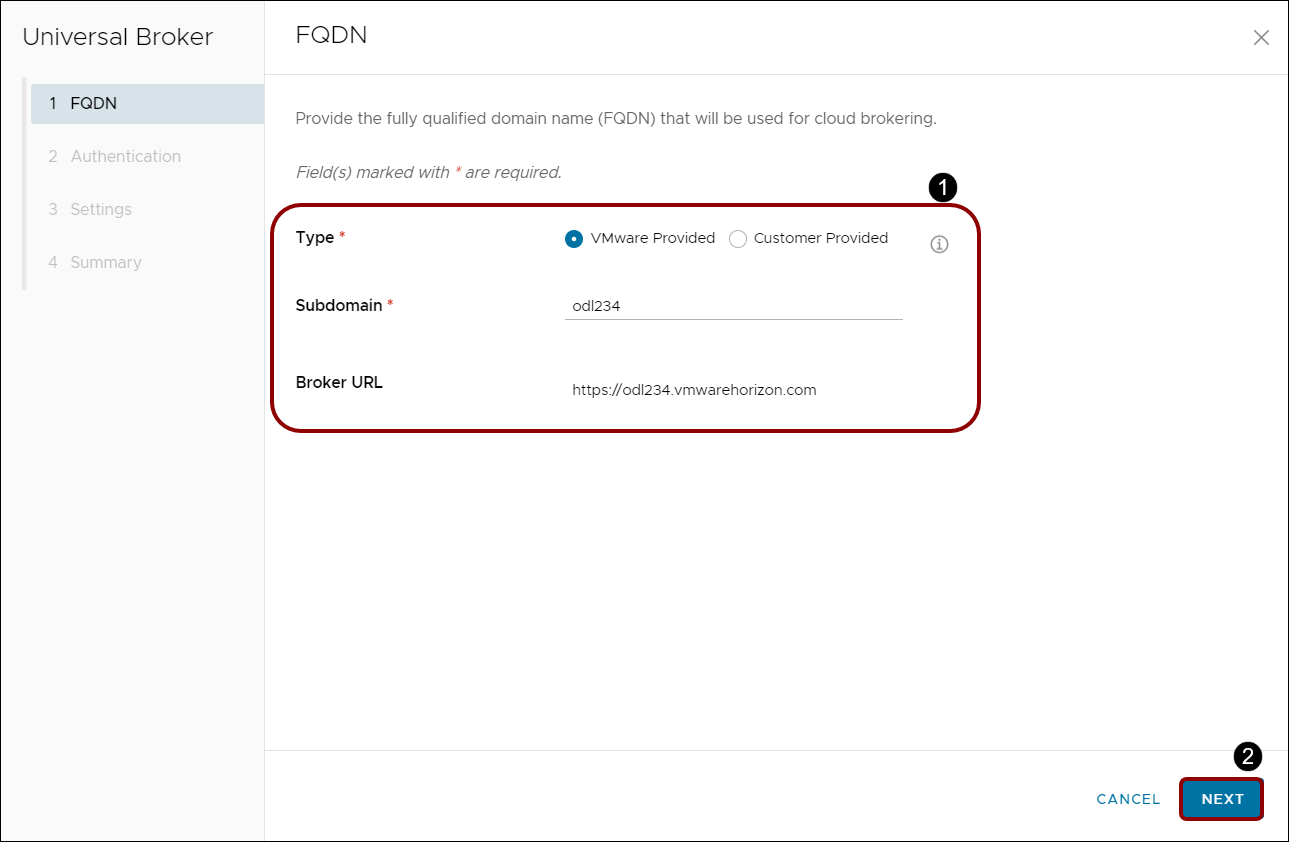 Universal Broker
1 FQDN
2 Authentication
3 Settings
4 Summary
FQDN
Provide the fully qualified domain name (FQDN) that will be used for cloud brokering.
Field(s) marked with * are required.
1
Type * VMware Provided Customer Provided
Subdomain * odl234
Broker URL https://odl234.vmwarehorizon.com
2
CANCEL NEXT